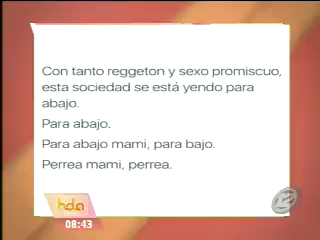 Con tanto reggeton y sexo promiscuo,
esta sociedad se está yendo para
abajo.
Para abajo.
Para abajo mami, para bajo.
Perrea mami, perrea.
hda
08:43
12